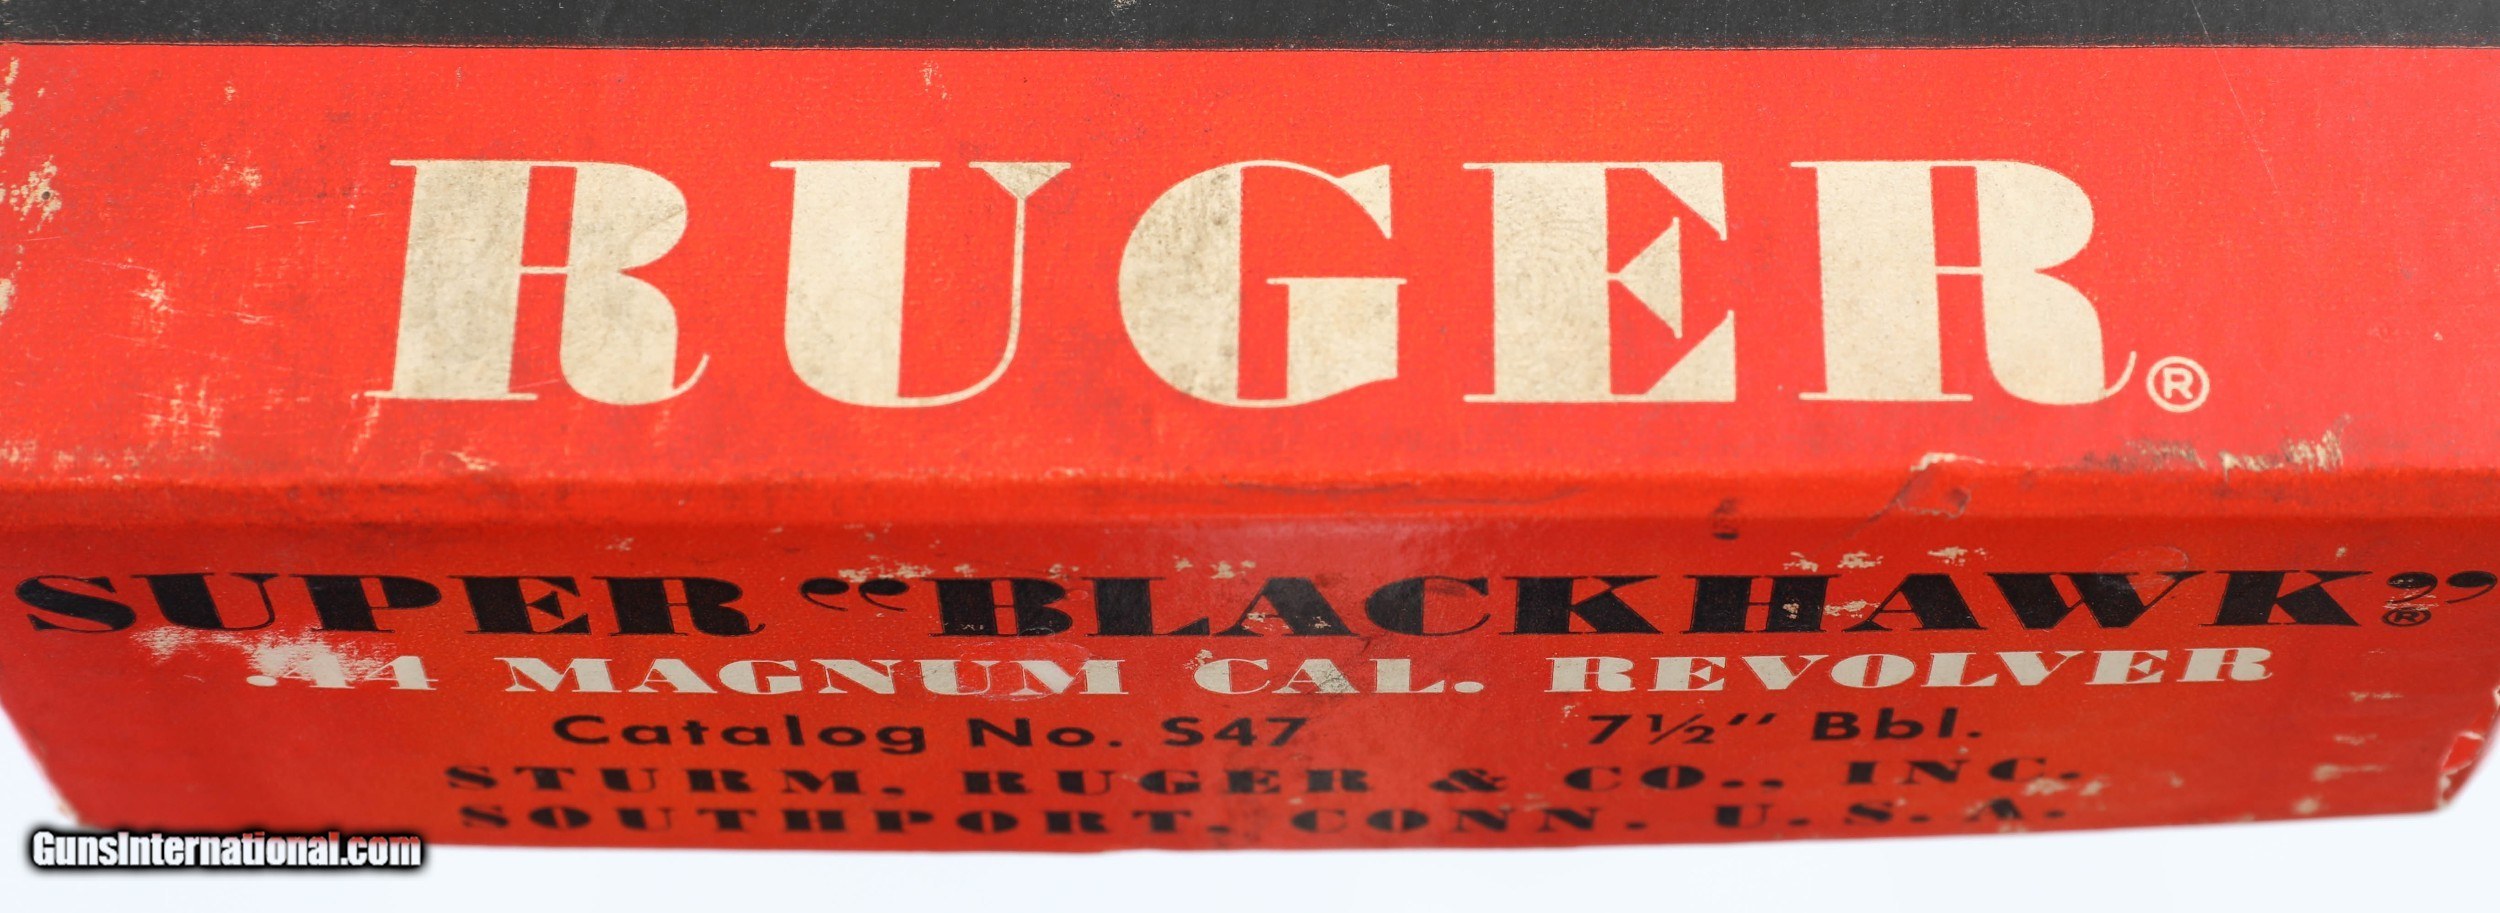 RUGER®
SUPER “BLACKHAWK”®
.44 MAGNUM CAL. REVOLVER
Catalog No. S47 7½" Bbl.
STURM, RUGER & CO., INC.
SOUTHPORT, CONN. U.S.A.
GunsInternational.com